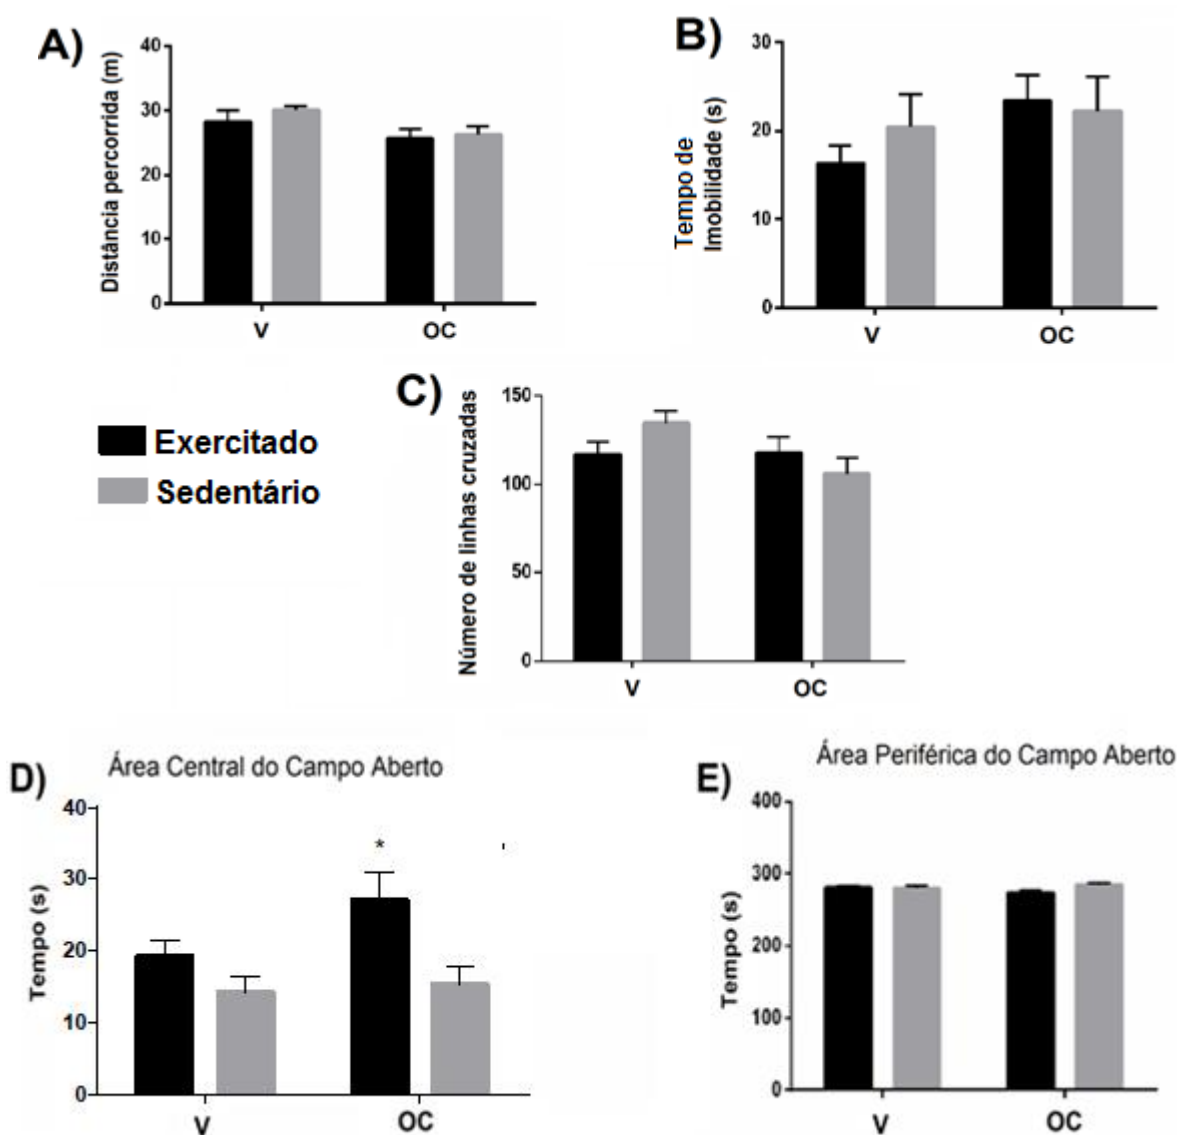 A)
Distância percorrida (m)
40
30
20
10
0
V OC
B)
Tempo de
Imobilidade (s)
30
20
10
0
V OC
C)
Número de linhas cruzadas
150
100
50
0
V OC
Exercitado
Sedentário
D)
Área Central do Campo Aberto
Tempo (s)
40
30
20
10
0
*
V OC
E)
Área Periférica do Campo Aberto
Tempo (s)
400
300
200
100
0
V OC